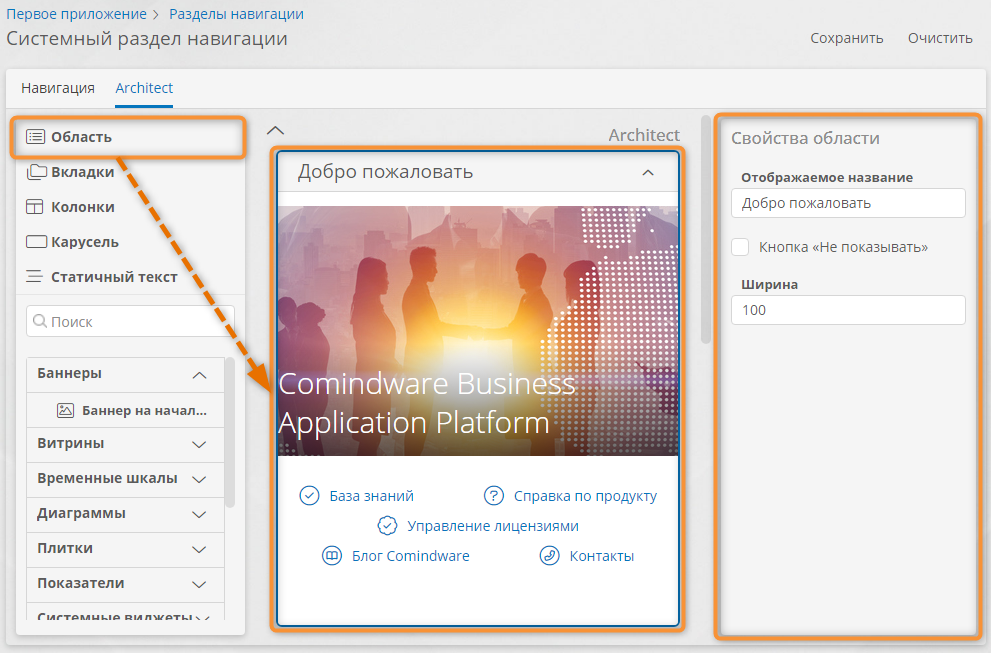 Первое приложение > Разделы навигации
Системный раздел навигации
Сохранить Очистить
Навигация Architect
Область
Вкладки
Колонки
Карусель
Статичный текст
Поиск
Баннеры
Баннер на начал...
Витрины
Временные шкалы
Диаграммы
Плитки
Показатели
Системные виджеты
Architect
Добро пожаловать
Comindware Business
Application Platform
База знаний Справка по продукту
Управление лицензиями
Блог Comindware Контакты
Свойства области
Отображаемое название
Добро пожаловать
Кнопка «Не показывать»
Ширина
100